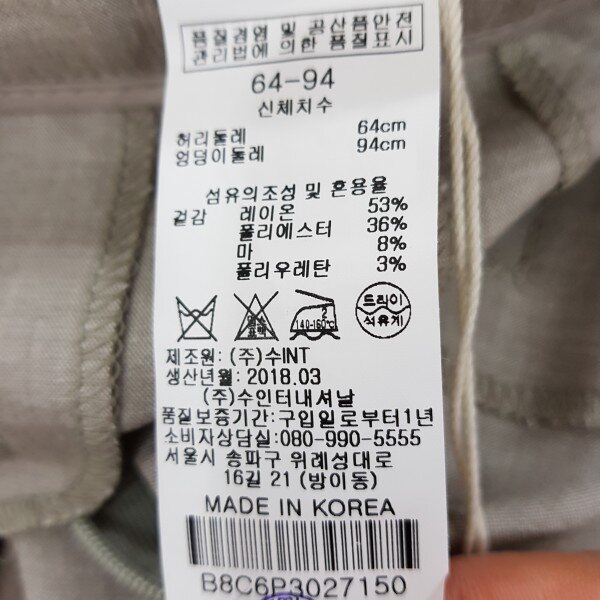 품질경영 및 공산품안전
관리법에 의한 품질표시
64-94
신체치수
허리둘레 64cm
엉덩이둘레 94cm
섬유의조성 및 혼용율
겉감 레이온 53%
폴리에스터 36%
마 8%
폴리우레탄 3%
염소 표백
2
140-160℃
드라이
석유계
제조원: (주)수INT
생산년월: 2018.03
(주)수인터내셔날
품질보증기간:구입일로부터1년
소비자상담실:080-990-5555
서울시 송파구 위례성대로
16길 21 (방이동)
MADE IN KOREA
B8C6P3027150